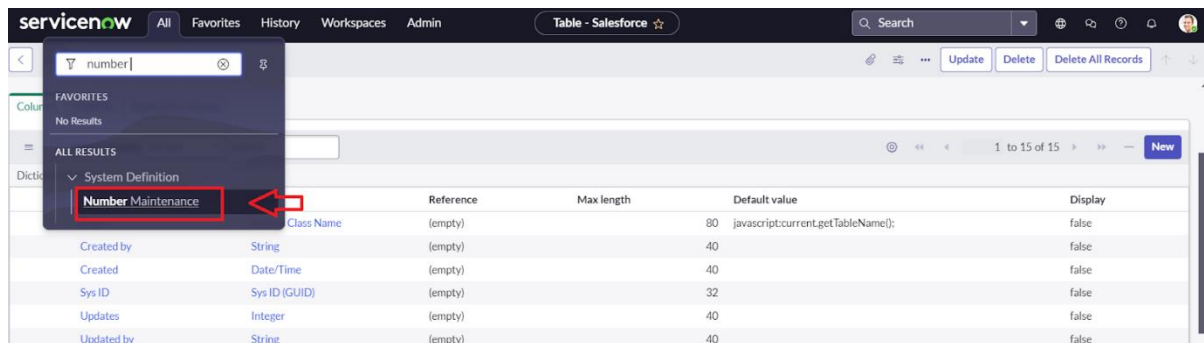 servicenow All Favorites History Workspaces Admin Table - Salesforce Search
number Update Delete Delete All Records
FAVORITES
Colur
No Results
ALL RESULTS 1 to 15 of 15 New
Dictio System Definition
Number Maintenance Reference Max length Default value Display
Class Name (empty) 80 javascript:current.getTableName(); false
Created by String (empty) 40 false
Created Date/Time (empty) 40 false
Sys ID Sys ID (GUID) (empty) 32 false
Updates Integer (empty) 40 false
Updated by String (empty) 40 false